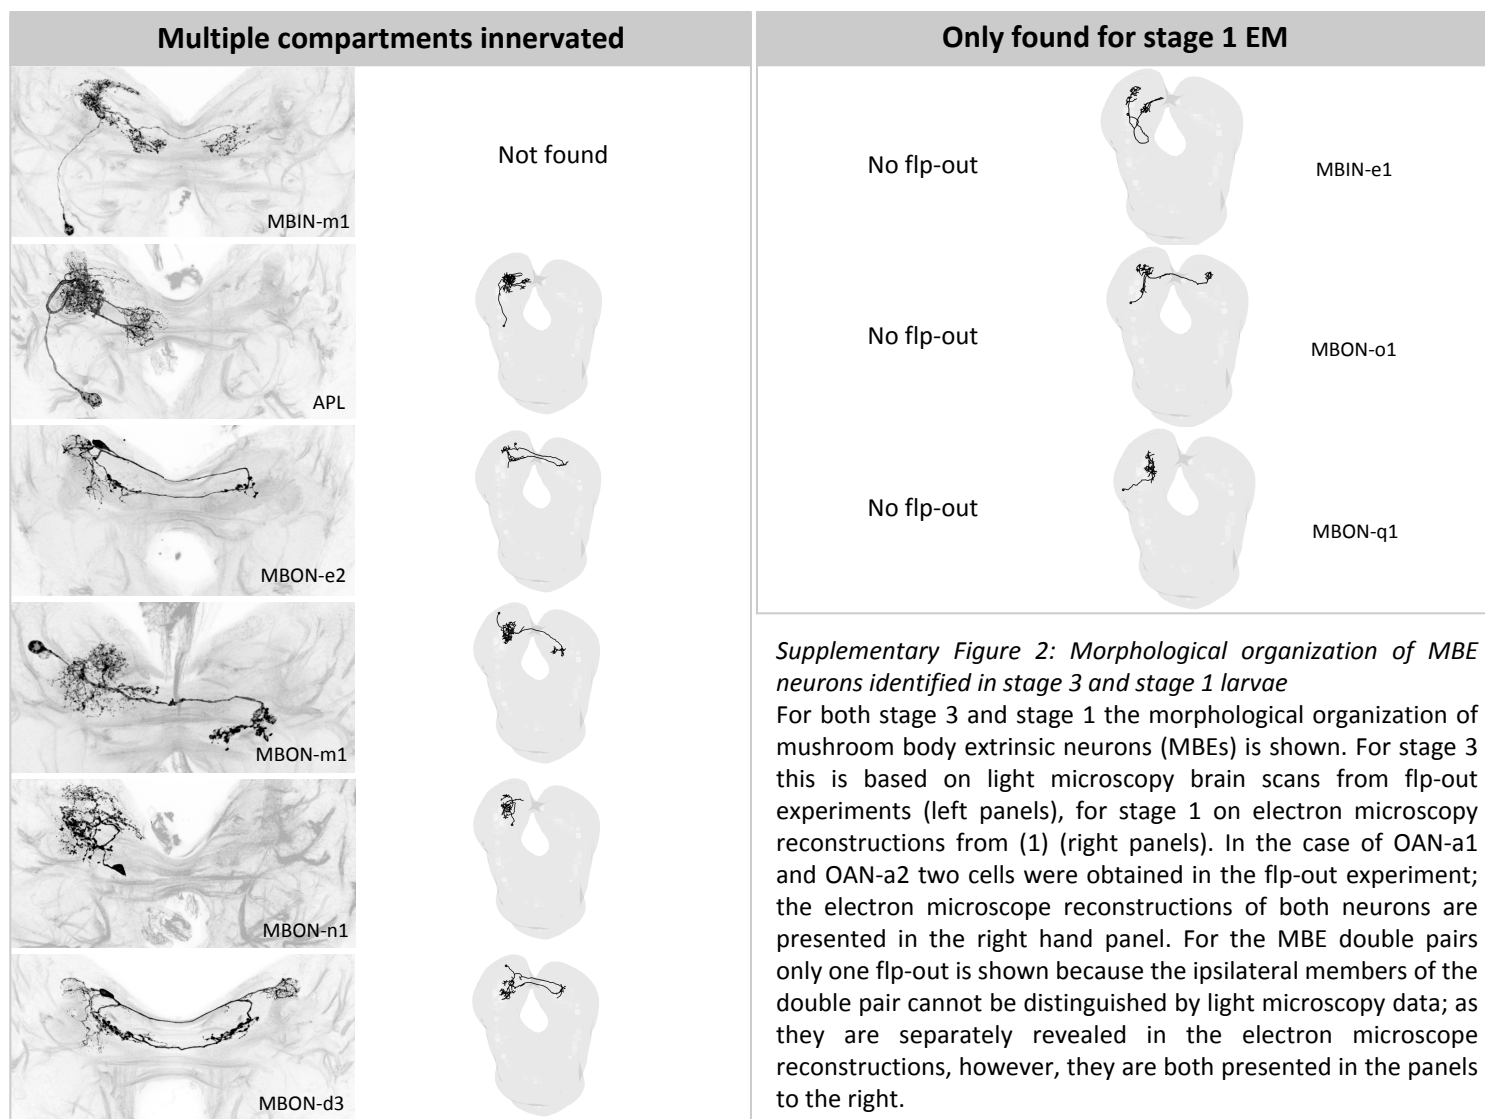 Multiple compartments innervated
MBIN-m1
Not found
APL
MBON-e2
MBON-m1
MBON-n1
MBON-d3
Only found for stage 1 EM
No flp-out
MBIN-e1
No flp-out
MBON-o1
No flp-out
MBON-q1
Supplementary Figure 2: Morphological organization of MBE
neurons identified in stage 3 and stage 1 larvae
For both stage 3 and stage 1 the morphological organization of
mushroom body extrinsic neurons (MBEs) is shown. For stage 3
this is based on light microscopy brain scans from flp-out
experiments (left panels), for stage 1 on electron microscopy
reconstructions from (1) (right panels). In the case of OAN-a1
and OAN-a2 two cells were obtained in the flp-out experiment;
the electron microscope reconstructions of both neurons are
presented in the right hand panel. For the MBE double pairs
only one flp-out is shown because the ipsilateral members of the
double pair cannot be distinguished by light microscopy data; as
they are separately revealed in the electron microscope
reconstructions, however, they are both presented in the panels
to the right.